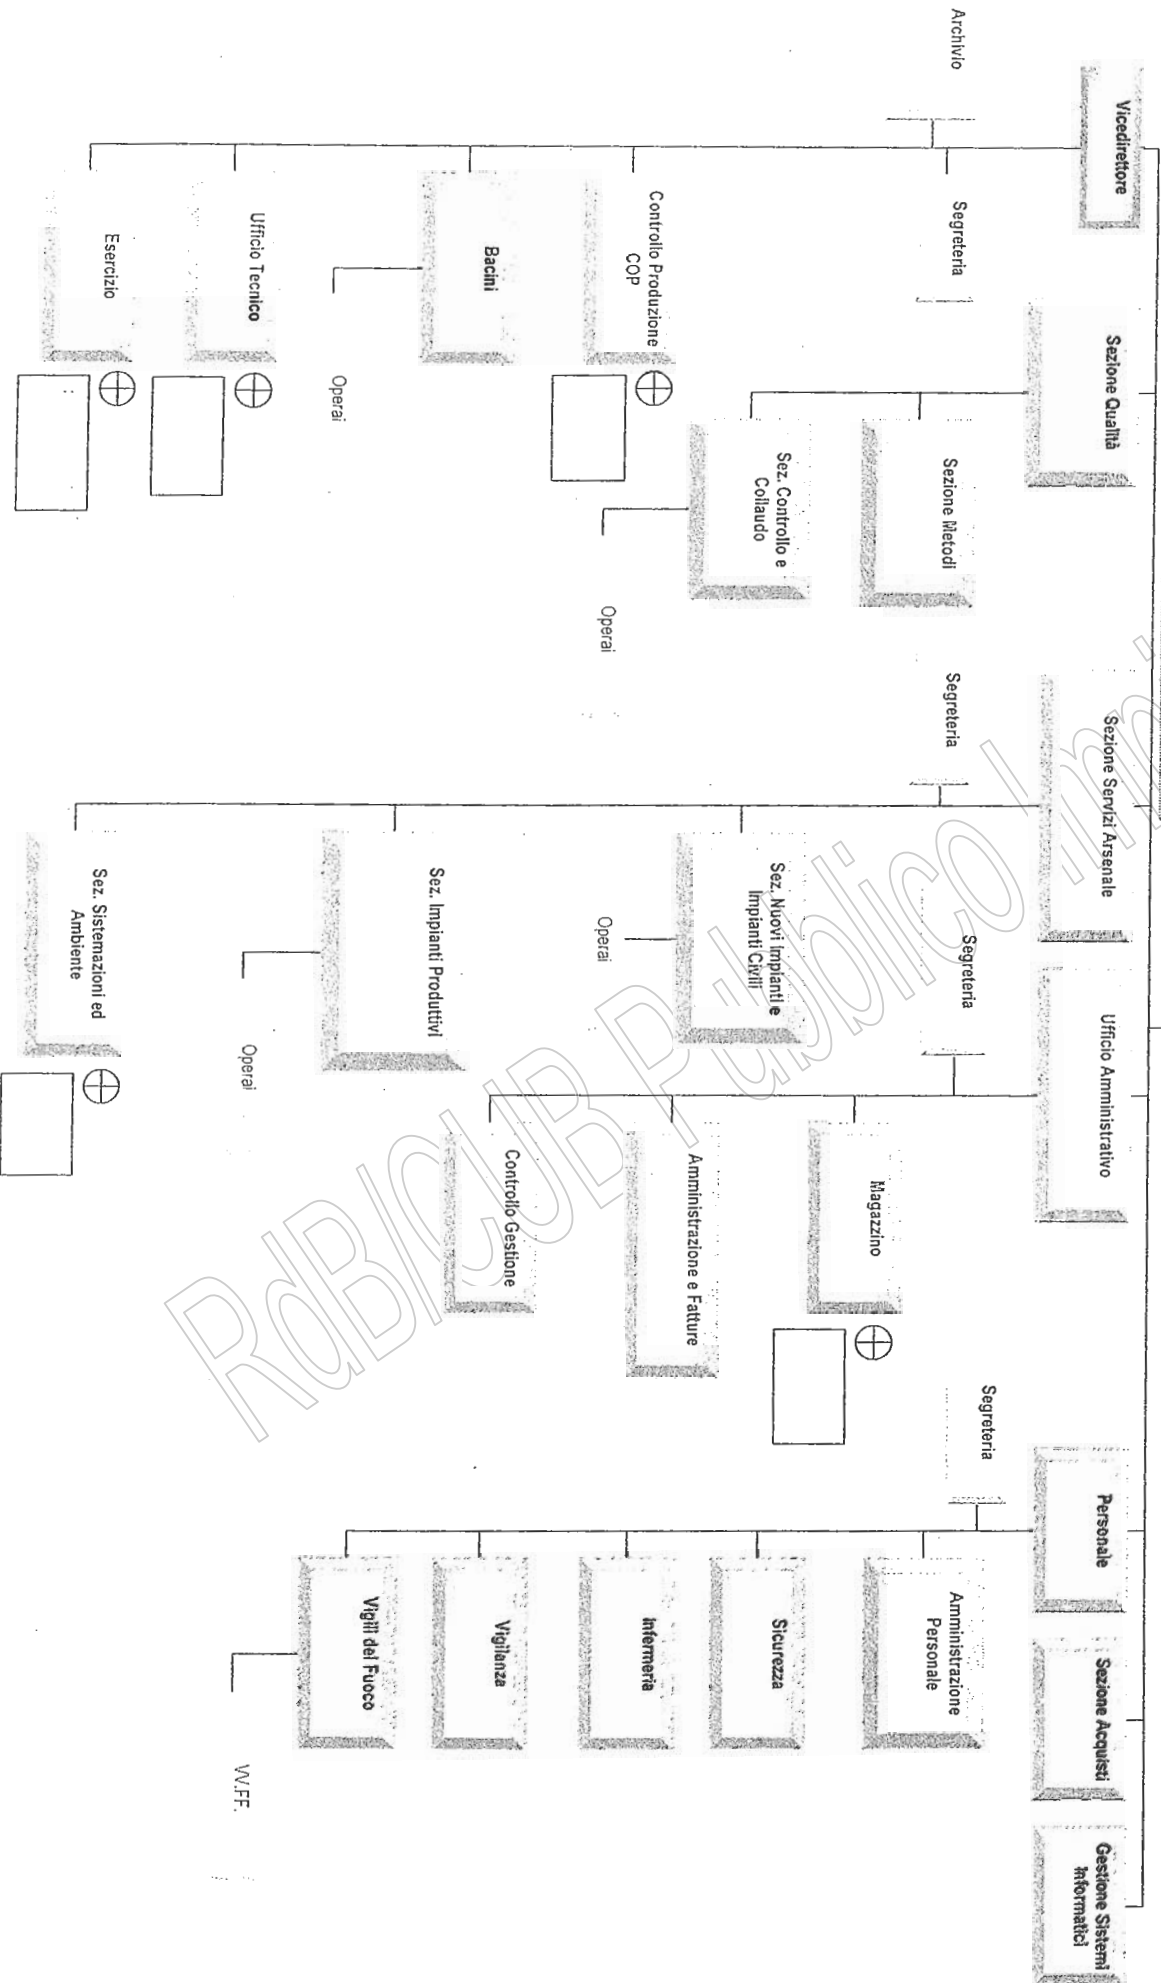 Vicedirettore
Archivio
Segreteria
Controllo Produzione
COP
Bacini
Operai
Ufficio Tecnico
Esercizio
Sezione Qualità
Sezione Metodi
Sez. Controllo e
Collaudo
Operai
Sezione Servizi Arsenale
Segreteria
Sez. Nuovi Impianti e
Impianti Civili
Operai
Sez. Impianti Produttivi
Operai
Sez. Sistemazioni ed
Ambiente
Ufficio Amministrativo
Segreteria
Magazzino
Amministrazione e Fatture
Controllo Gestione
Personale
Segreteria
Amministrazione
Personale
Sicurezza
Infermeria
Vigilanza
Vigili del Fuoco
VV.FF.
Sezione Acquisti
Gestione Sistemi
Informatici
RdB/CUB Pubblico